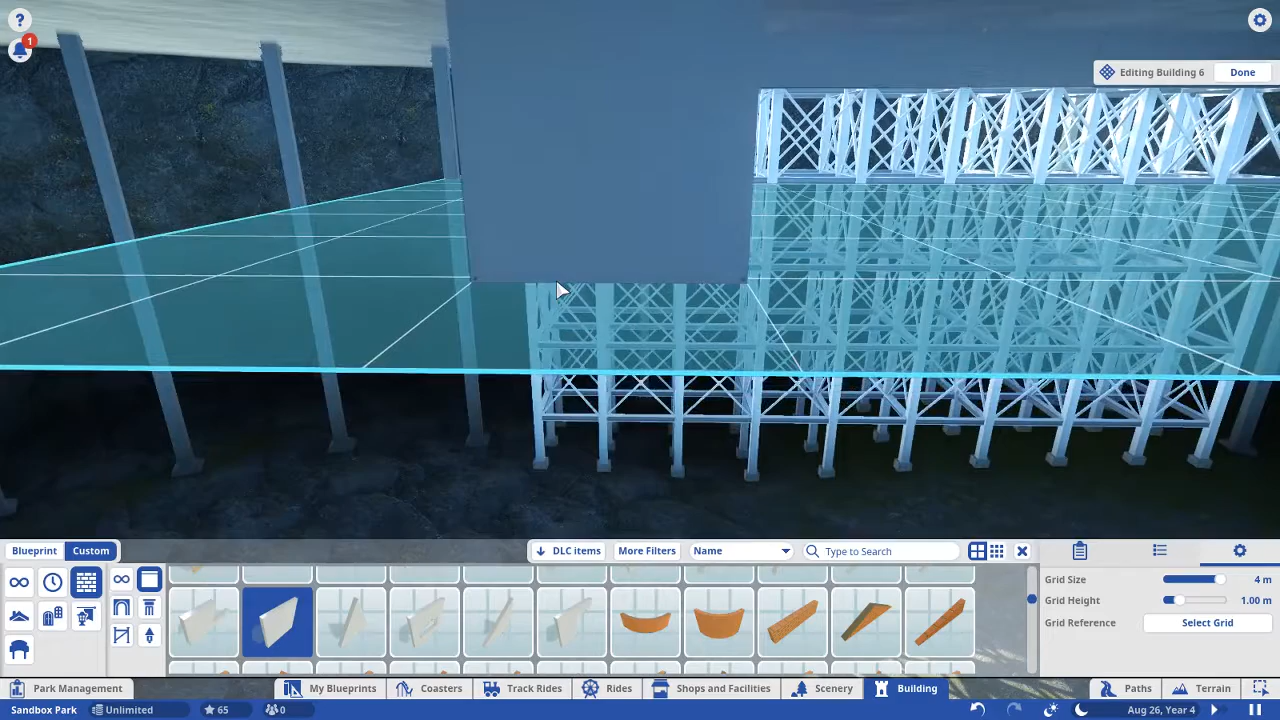 ?
1
Editing Building 6
Done
Blueprint
Custom
DLC items
More Filters
Name
Type to Search
Grid Size
4 m
Grid Height
1.00 m
Grid Reference
Select Grid
Park Management
My Blueprints
Coasters
Track Rides
Rides
Shops and Facilities
Scenery
Building
Paths
Terrain
Sandbox Park
Unlimited
65
0
Aug 26, Year 4